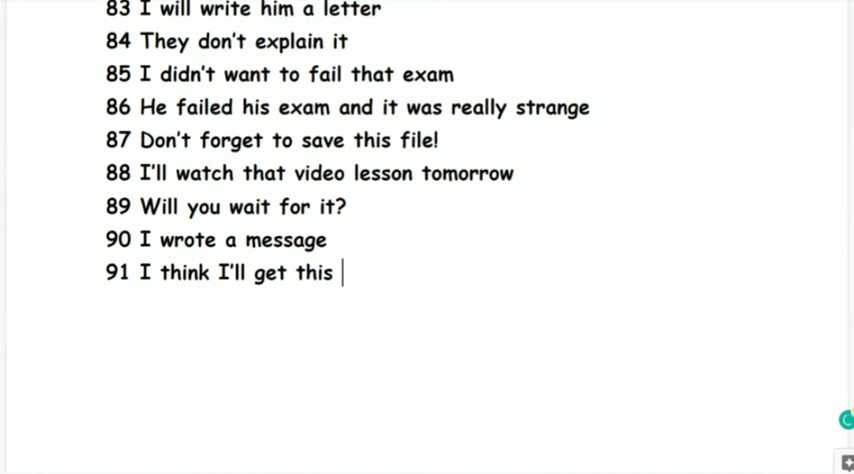 83 I will write him a letter
84 They don't explain it
85 I didn't want to fail that exam
86 He failed his exam and it was really strange
87 Don't forget to save this file!
88 I'll watch that video lesson tomorrow
89 Will you wait for it?
90 I wrote a message
91 I think I'll get this